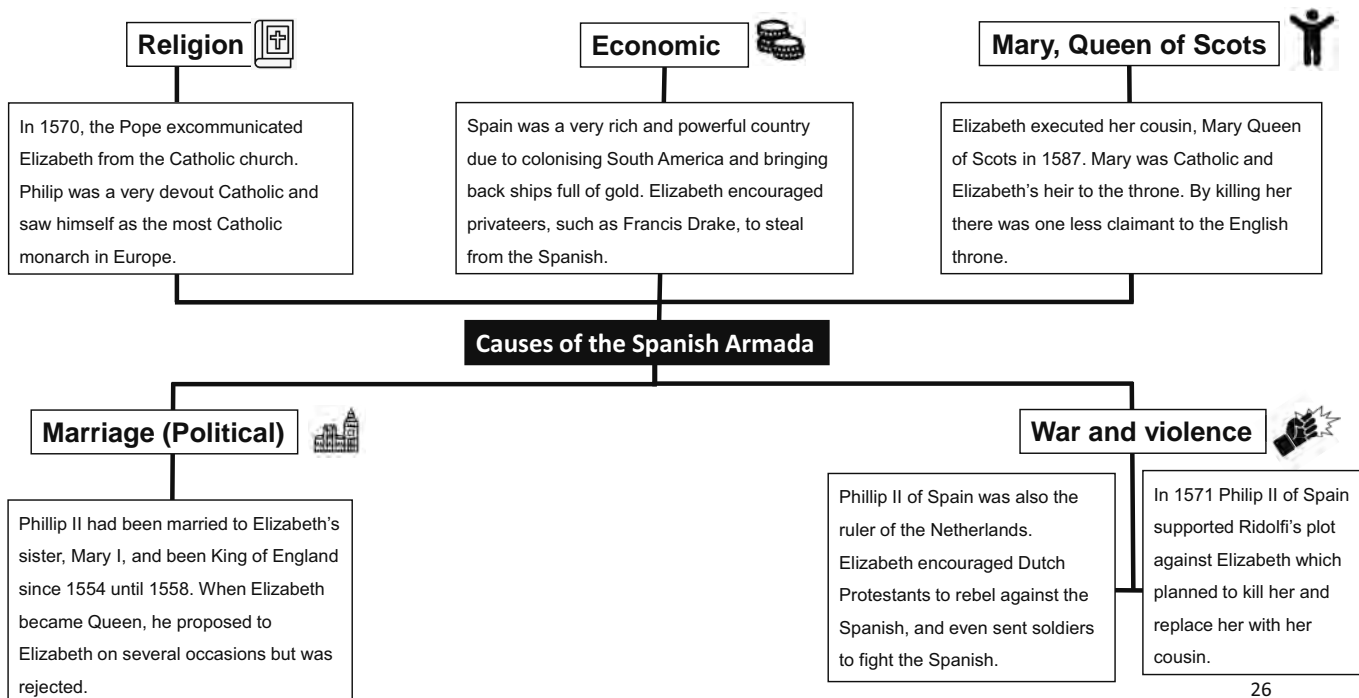 Religion
In 1570, the Pope excommunicated
Elizabeth from the Catholic church.
Philip was a very devout Catholic and
saw himself as the most Catholic
monarch in Europe.
Economic
Spain was a very rich and powerful country
due to colonising South America and bringing
back ships full of gold. Elizabeth encouraged
privateers, such as Francis Drake, to steal
from the Spanish.
Mary, Queen of Scots
Elizabeth executed her cousin, Mary Queen
of Scots in 1587. Mary was Catholic and
Elizabeth’s heir to the throne. By killing her
there was one less claimant to the English
throne.
Causes of the Spanish Armada
Marriage (Political)
Phillip II had been married to Elizabeth’s
sister, Mary I, and been King of England
since 1554 until 1558. When Elizabeth
became Queen, he proposed to
Elizabeth on several occasions but was
rejected.
War and violence
Phillip II of Spain was also the
ruler of the Netherlands.
Elizabeth encouraged Dutch
Protestants to rebel against the
Spanish, and even sent soldiers
to fight the Spanish.
In 1571 Philip II of Spain
supported Ridolfi’s plot
against Elizabeth which
planned to kill her and
replace her with her
cousin.
26